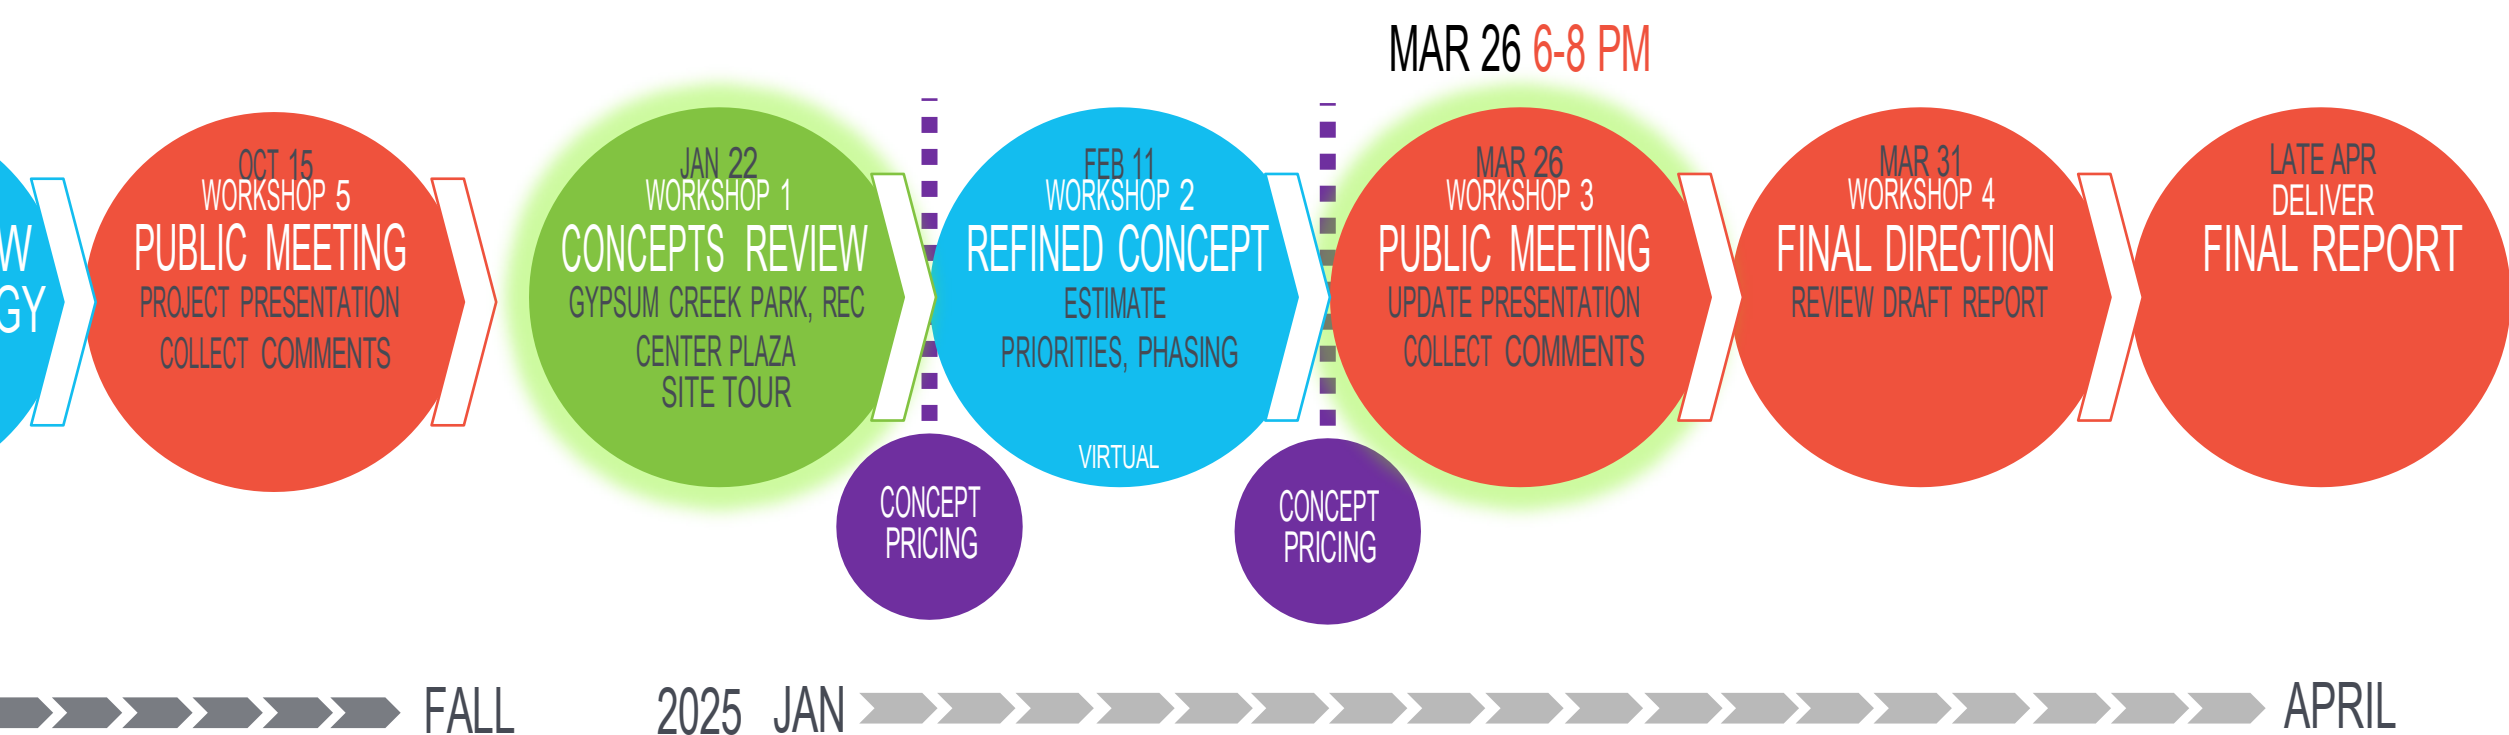 MAR 26 6-8 PM
W
GY
OCT 15
WORKSHOP 5
PUBLIC MEETING
PROJECT PRESENTATION
COLLECT COMMENTS
JAN 22
WORKSHOP 1
CONCEPTS REVIEW
GYPSUM CREEK PARK, REC
CENTER PLAZA
SITE TOUR
CONCEPT
PRICING
FEB 11
WORKSHOP 2
REFINED CONCEPT
ESTIMATE
PRIORITIES, PHASING
VIRTUAL
CONCEPT
PRICING
MAR 26
WORKSHOP 3
PUBLIC MEETING
UPDATE PRESENTATION
COLLECT COMMENTS
MAR 31
WORKSHOP 4
FINAL DIRECTION
REVIEW DRAFT REPORT
LATE APR
DELIVER
FINAL REPORT
FALL
2025 JAN
APRIL